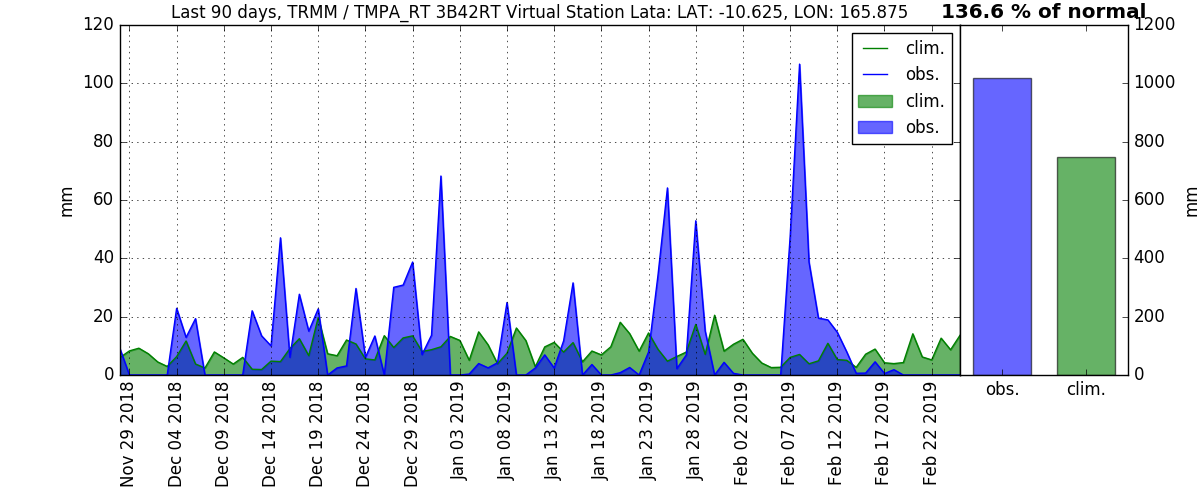 Last 90 days, TRMM / TMPA_RT 3B42RT Virtual Station Lata: LAT: -10.625, LON: 165.875
136.6 % of normal
120
100
80
60
40
20
0
mm
clim.
obs.
clim.
obs.
1200
1000
800
600
400
200
0
mm
Nov 29 2018
Dec 04 2018
Dec 09 2018
Dec 14 2018
Dec 19 2018
Dec 24 2018
Dec 29 2018
Jan 03 2019
Jan 08 2019
Jan 13 2019
Jan 18 2019
Jan 23 2019
Jan 28 2019
Feb 02 2019
Feb 07 2019
Feb 12 2019
Feb 17 2019
Feb 22 2019
obs.
clim.